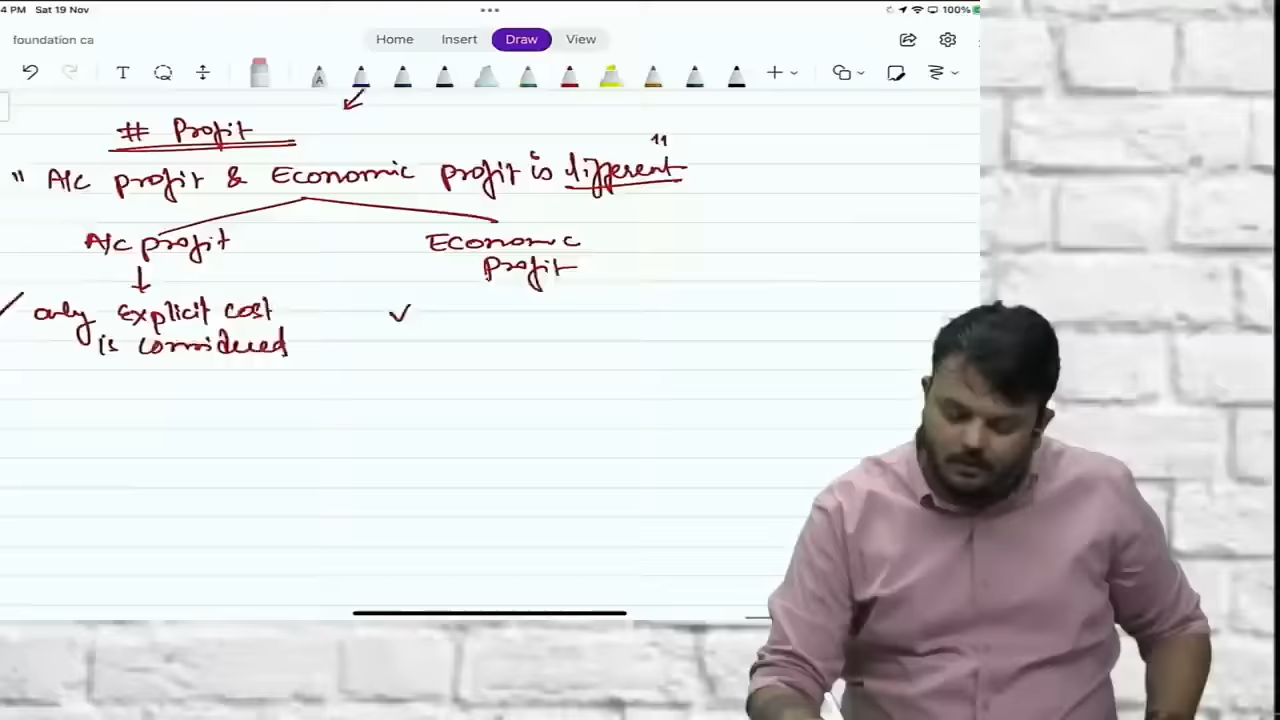 4 PM Sat 19 Nov
100%
foundation ca
Home Insert Draw View
# Profit
" A/c profit & Economic profit is different "
A/c profit
Economic Profit
only Explicit cost
is considered